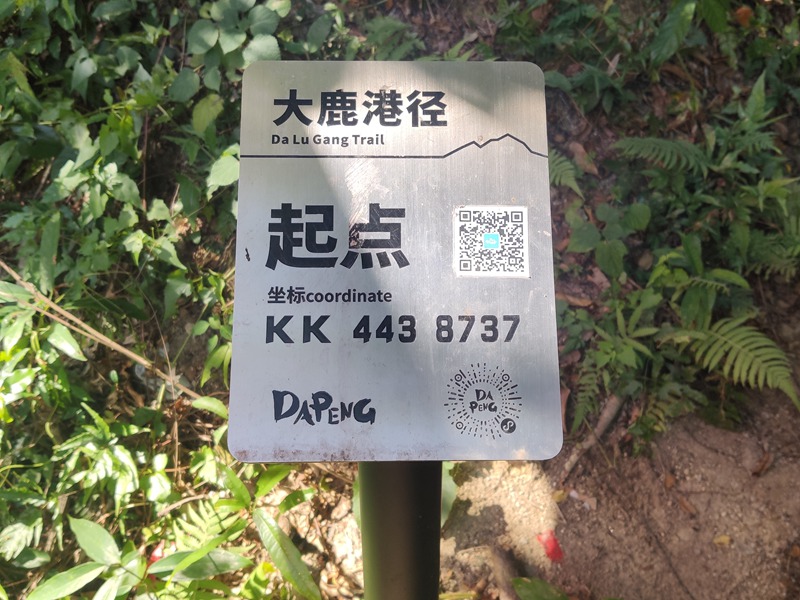 大鹿港径
Da Lu Gang Trail
起点
坐标coordinate
KK 443 8737
DAPENG
DA
PENG